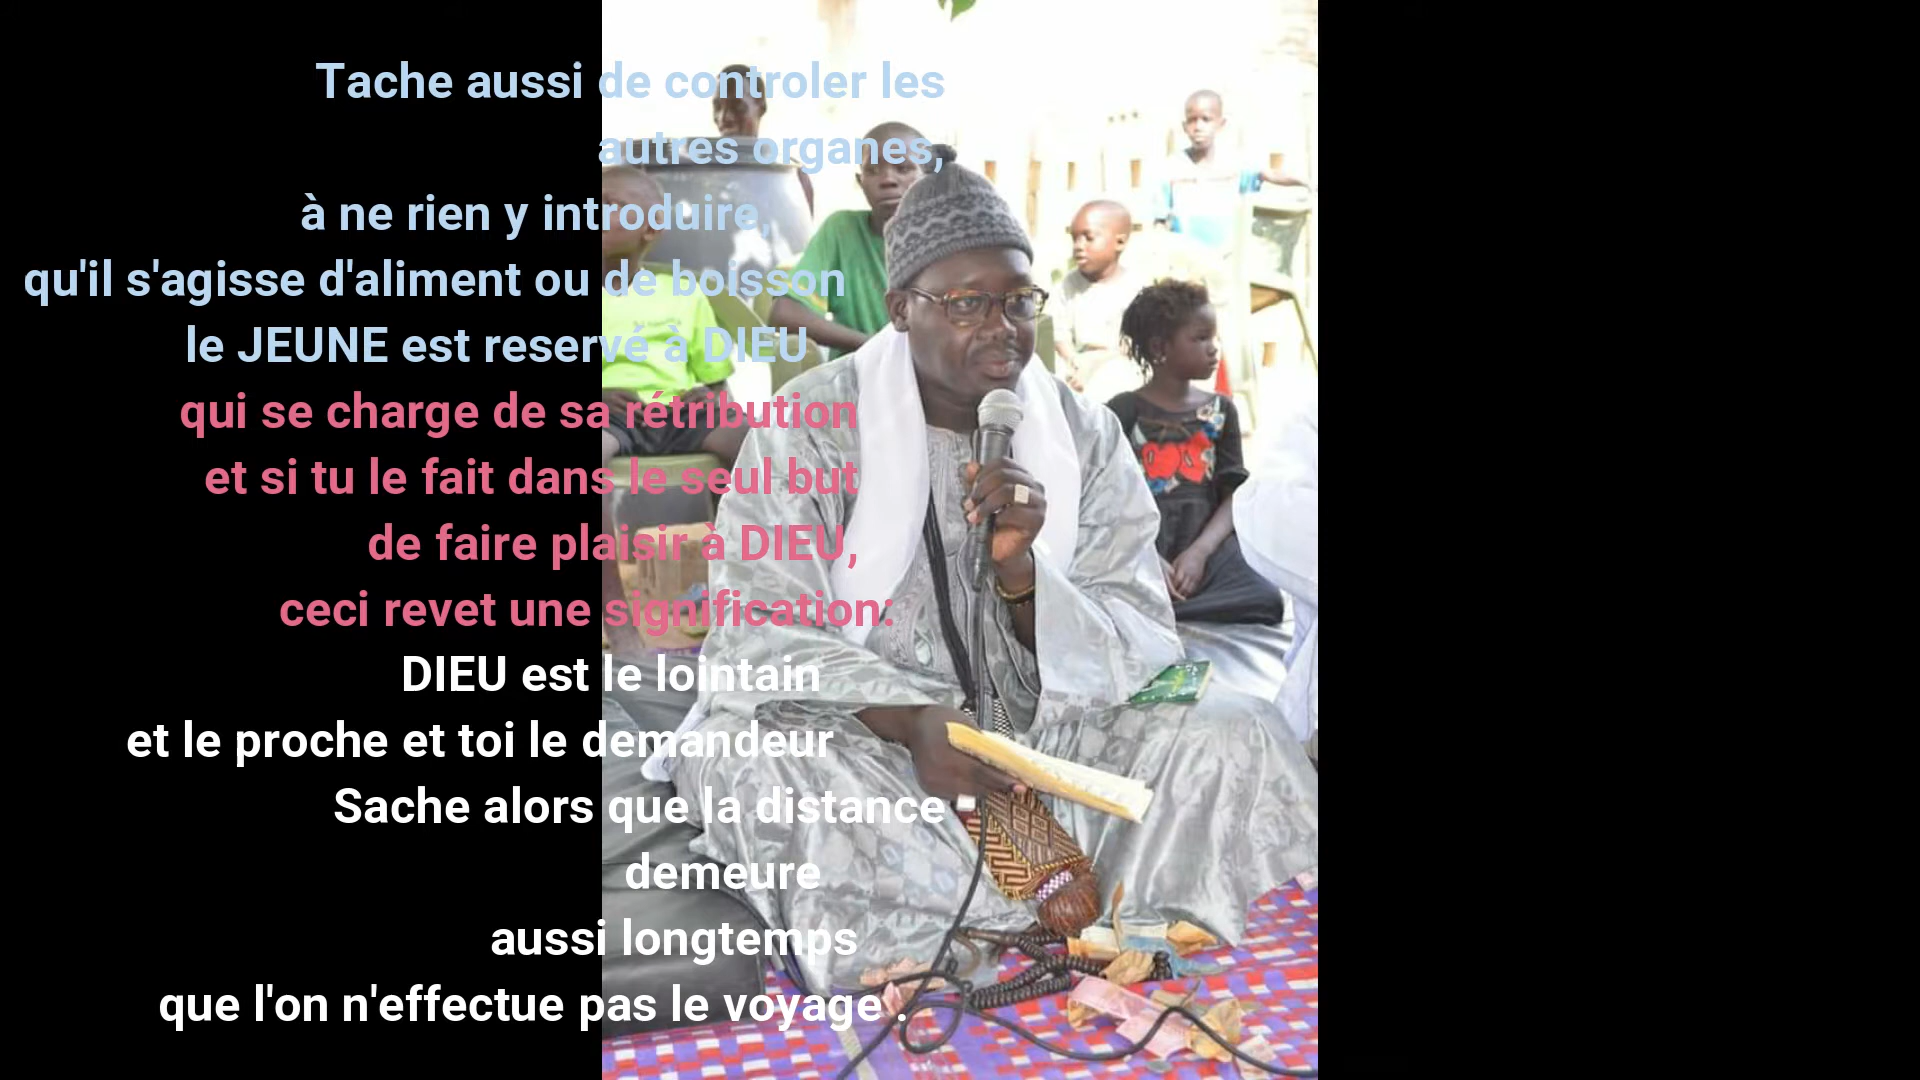 Tache aussi de controler les
autres organes,
à ne rien y introduire,
qu'il s'agisse d'aliment ou de boisson
le JEUNE est reservé à DIEU
qui se charge de sa rétribution
et si tu le fait dans le seul but
de faire plaisir à DIEU,
ceci revet une signification:
DIEU est le lointain
et le proche et toi le demandeur
Sache alors que la distance
demeure
aussi longtemps
que l'on n'effectue pas le voyage .